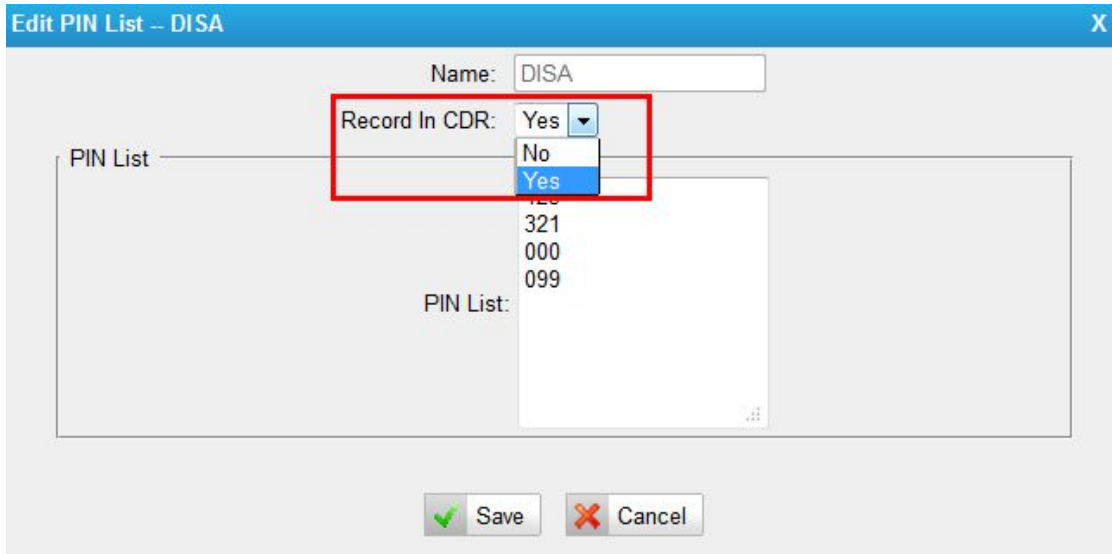 Edit PIN List -- DISA X
Name: DISA
Record In CDR: Yes
No
PIN List
Yes
321
000
099
PIN List:
Save Cancel